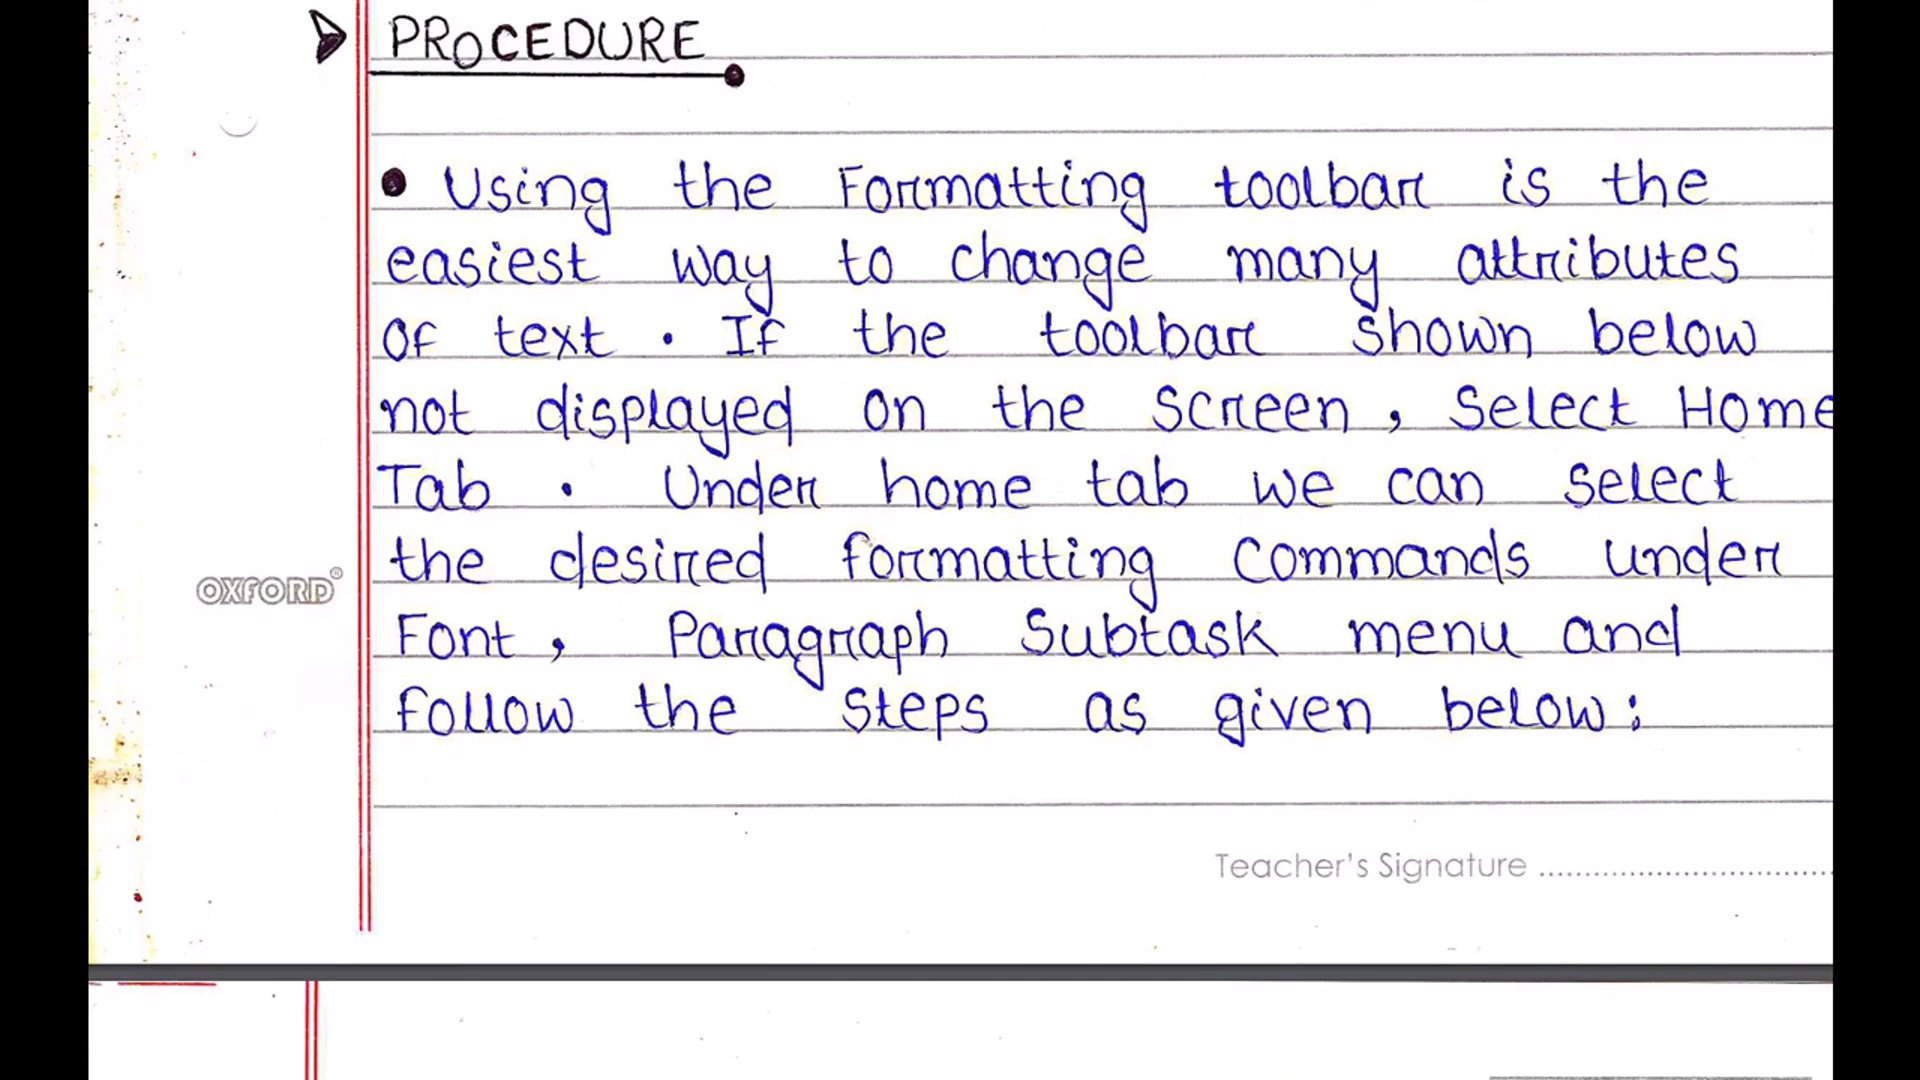 PROCEDURE
• Using the Formatting toolbar is the
easiest way to change many attributes
of text. If the toolbar shown below
not displayed on the screen, Select Home
Tab. Under home tab we can select
the desired formatting Commands under
Font, Paragraph Subtask menu and
follow the steps as given below:
OXFORD®
Teacher's Signature ................................